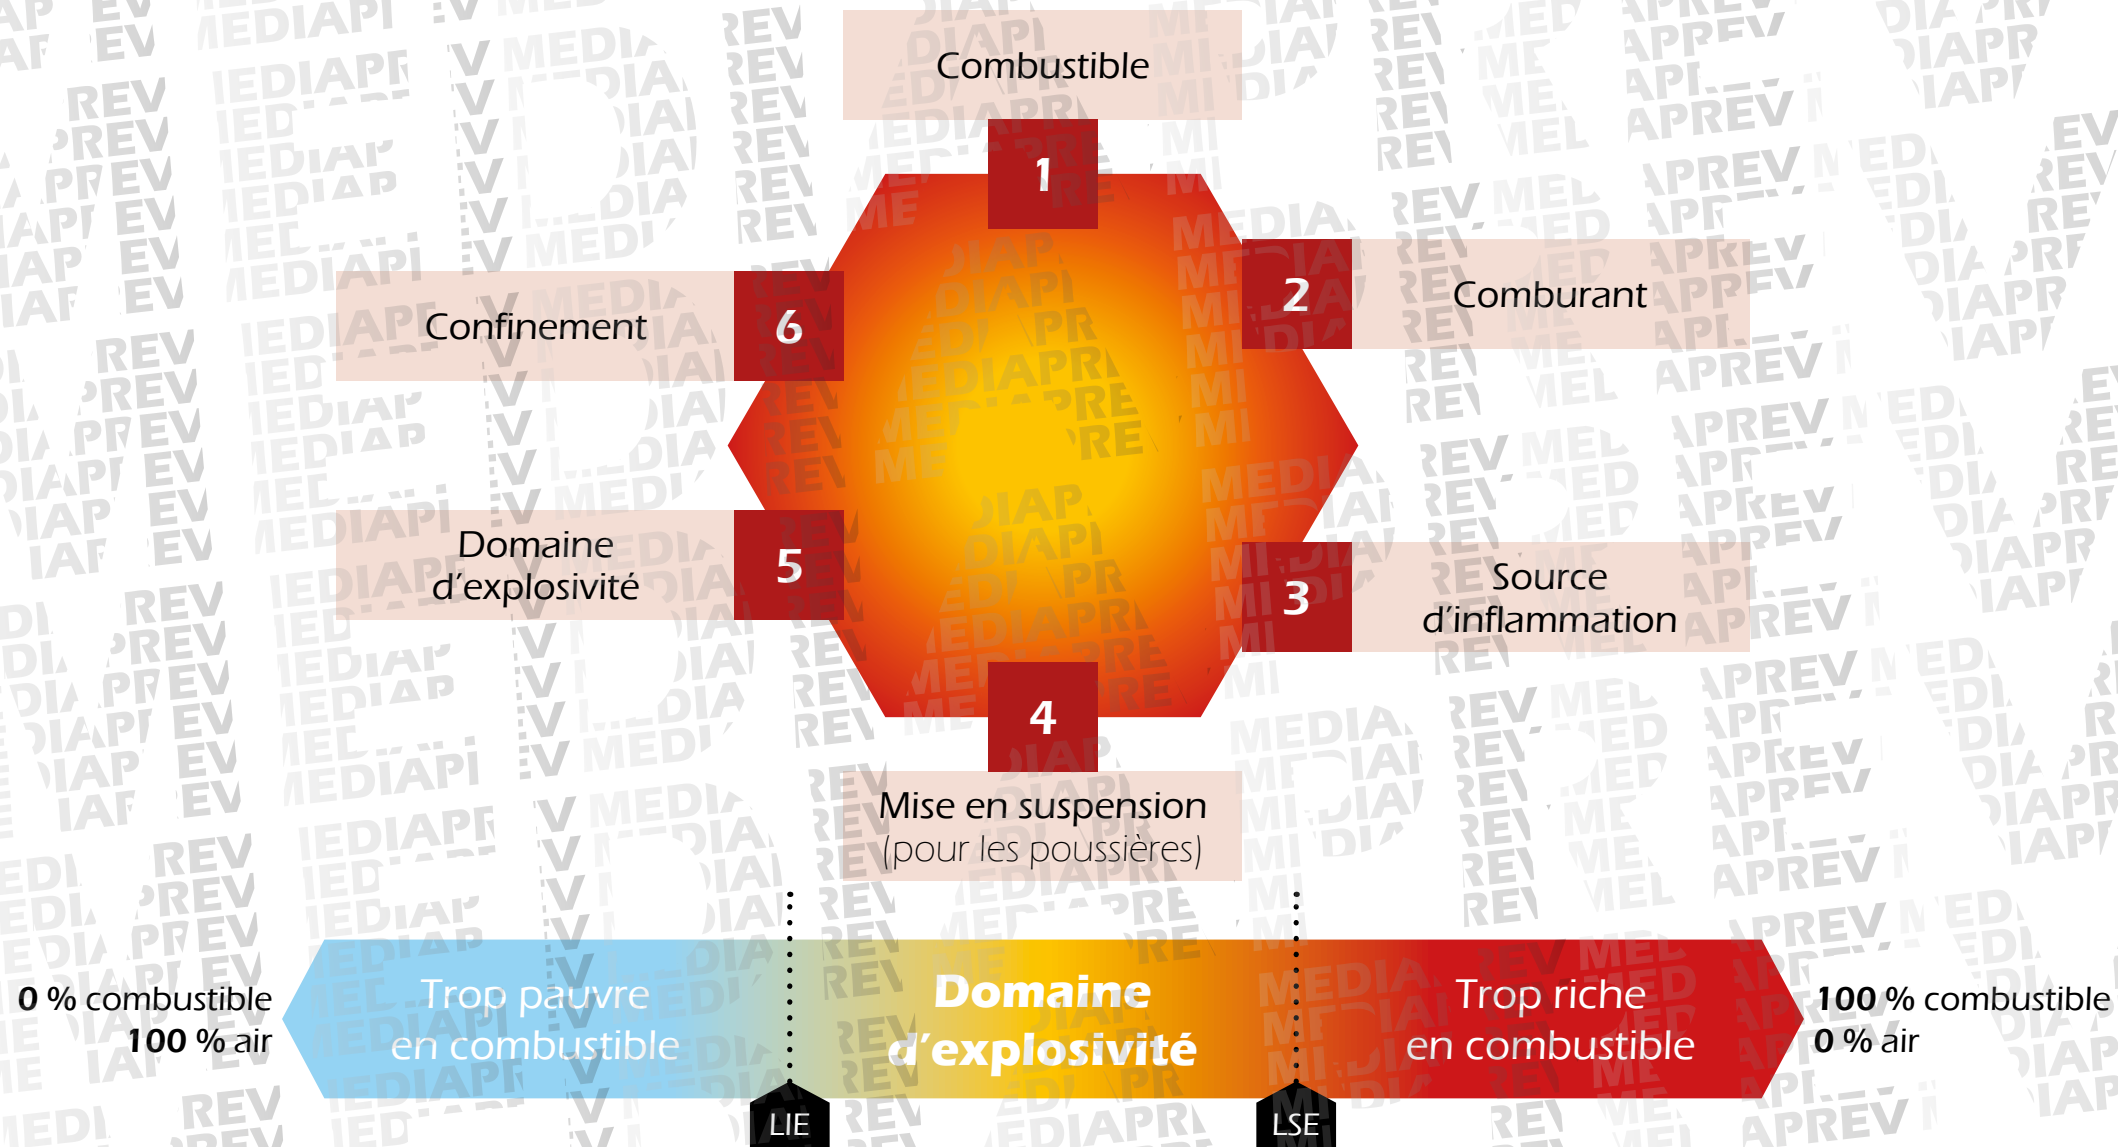 Combustible
1
2
Comburant
Confinement
6
Domaine
d'explosivité
5
3
Source
d'inflammation
4
Mise en suspension
(pour les poussières)
0 % combustible
100 % air
Trop pauvre
en combustible
Domaine
d'explosivité
Trop riche
en combustible
100 % combustible
0 % air
LIE
LSE